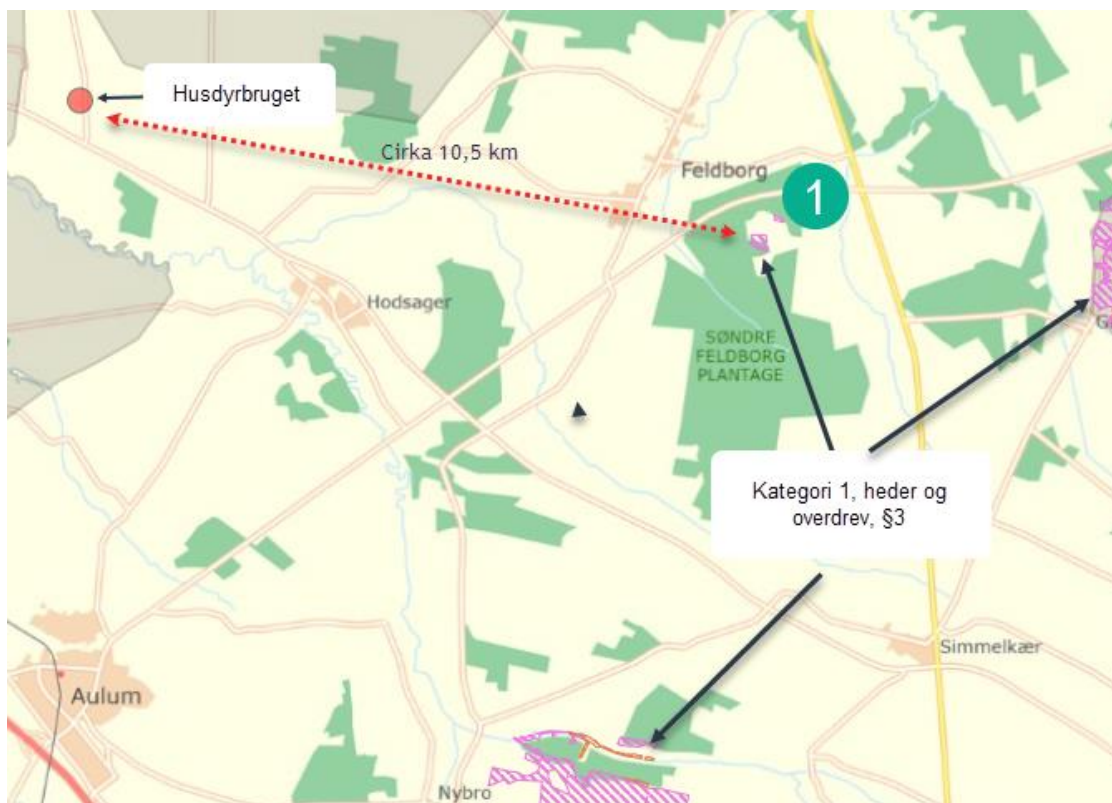 Husdyrbruget
Cirka 10,5 km
Feldborg
1
Hodsager
G
SØNDRE
FELDBORG
PLANTAGE
Kategori 1, heder og
overdrev, §3
Simmelkær
Aulum
Nybro